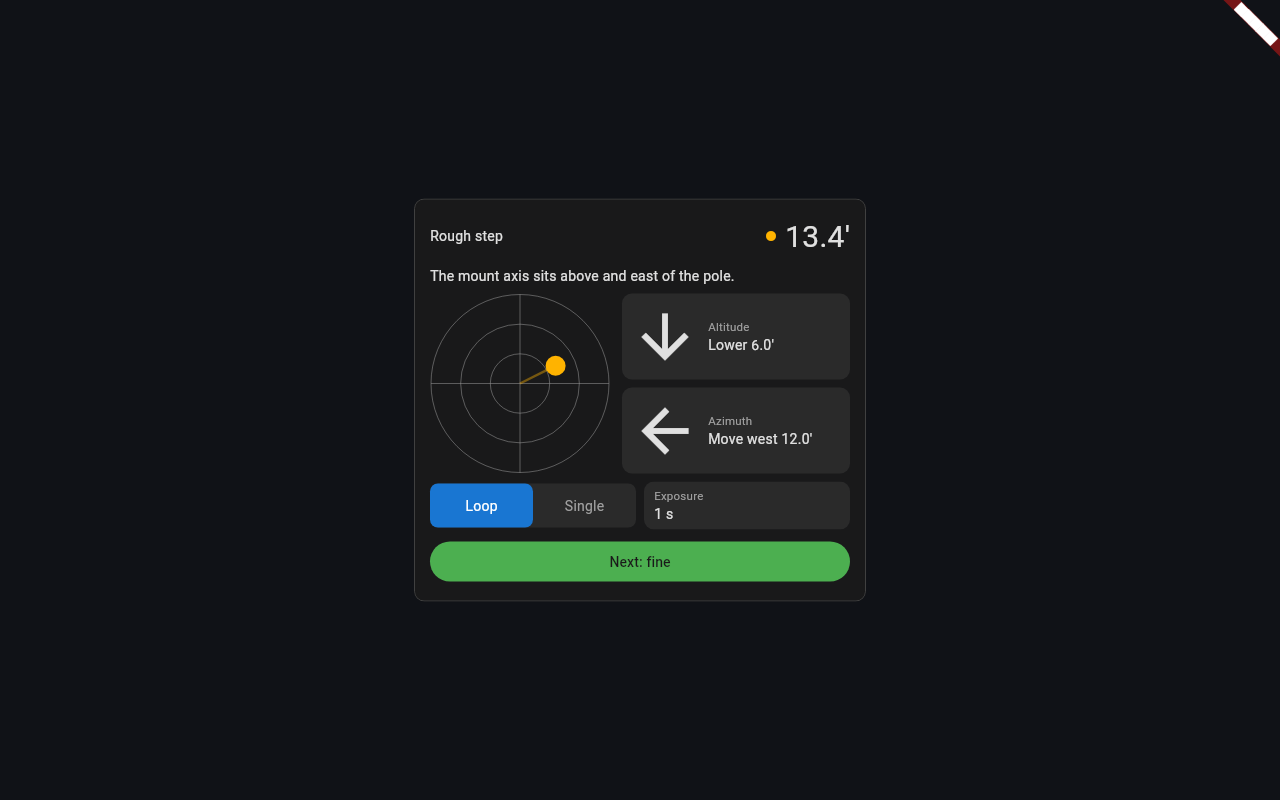 Rough step
13.4'
The mount axis sits above and east of the pole.
Altitude
Lower 6.0'
Azimuth
Move west 12.0'
Loop
Single
Exposure
1 s
Next: fine